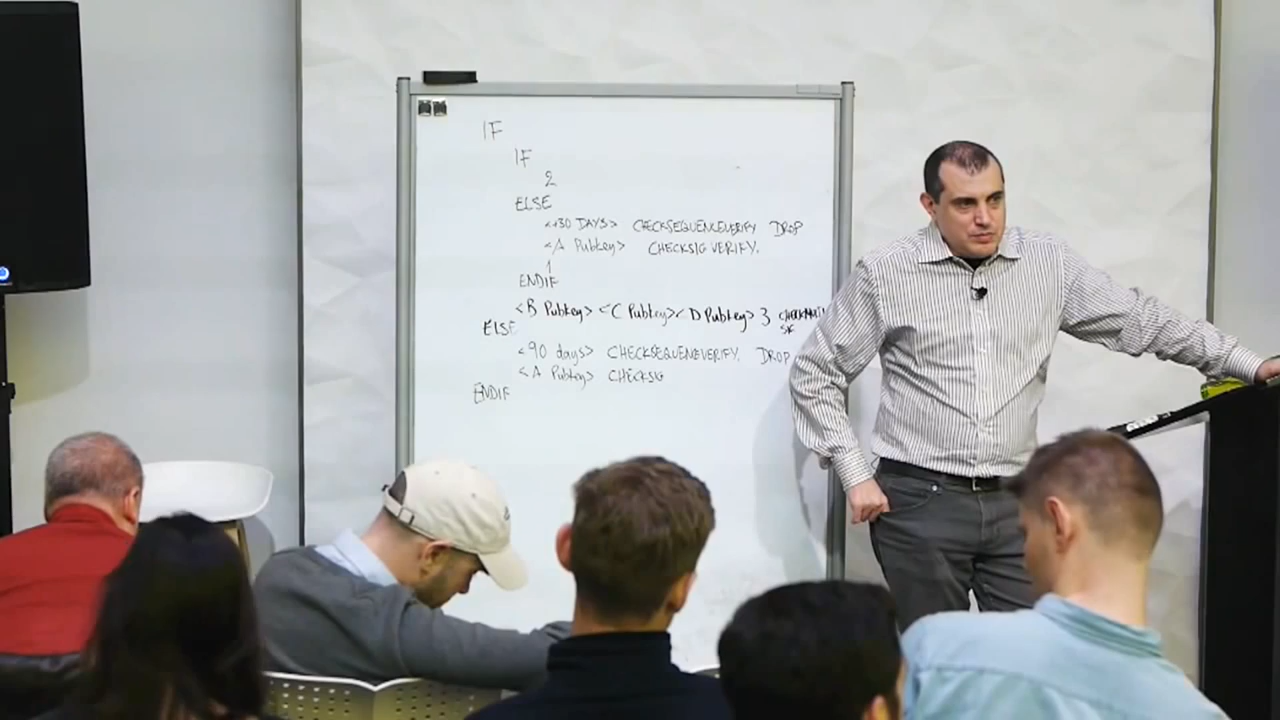 IF
IF
2
ELSE
<30 DAYS> CHECKSEQUENCEVERIFY DROP
<A Pubkey> CHECKSIG VERIFY.
1
ENDIF
<B Pubkey> <C Pubkey> <D Pubkey> 3
ELSE
<90 days> CHECKSEQUENCEVERIFY. DROP
<A Pubkey> CHECKSIG
ENDIF